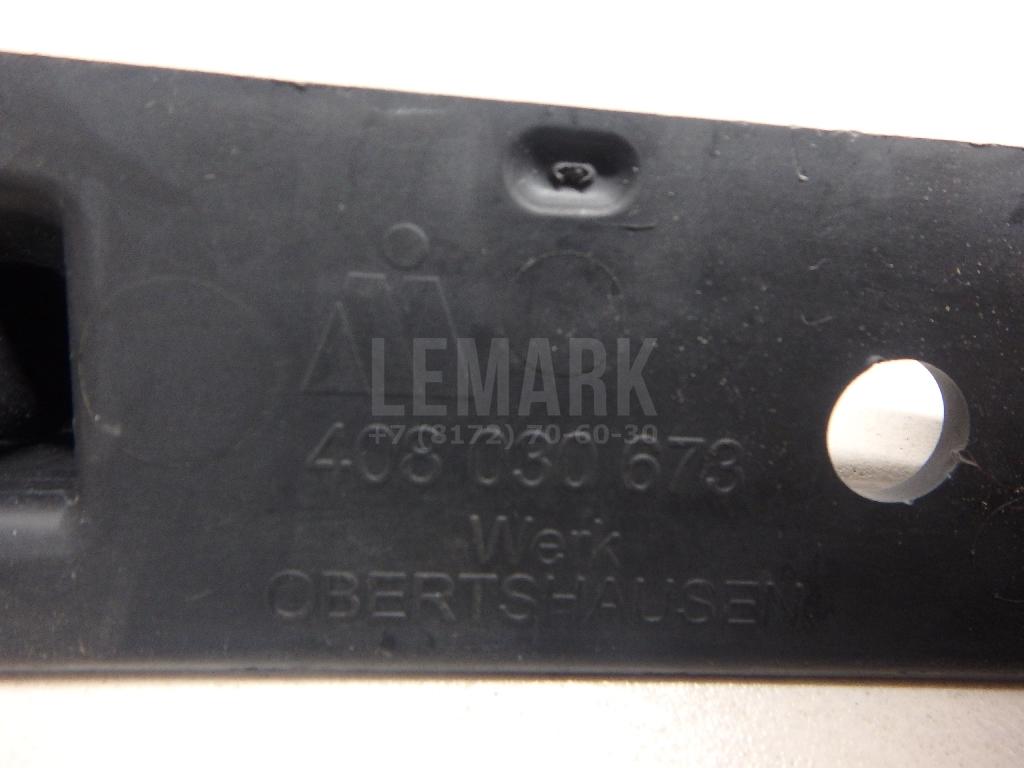 LEMARK
+7 (8172) 70-60-30
408 030 673
Werk
OBERTSHAUSEN